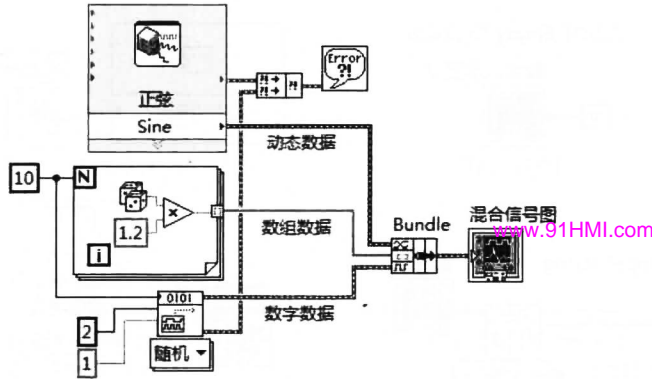 Error
?!
?!
?!
?!
正弦
Sine
动态数据
10
N
1.2
×
i
数组数据
Bundle
混合信号图
www.91HMI.com
0101
数字数据
2
1
随机